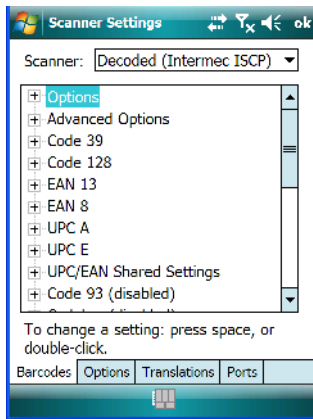 Scanner Settings ok
Scanner: Decoded (Intermec ISCP)
Options
Advanced Options
Code 39
Code 128
EAN 13
EAN 8
UPC A
UPC E
UPC/EAN Shared Settings
Code 93 (disabled)
To change a setting: press space, or
double-click.
Barcodes Options Translations Ports